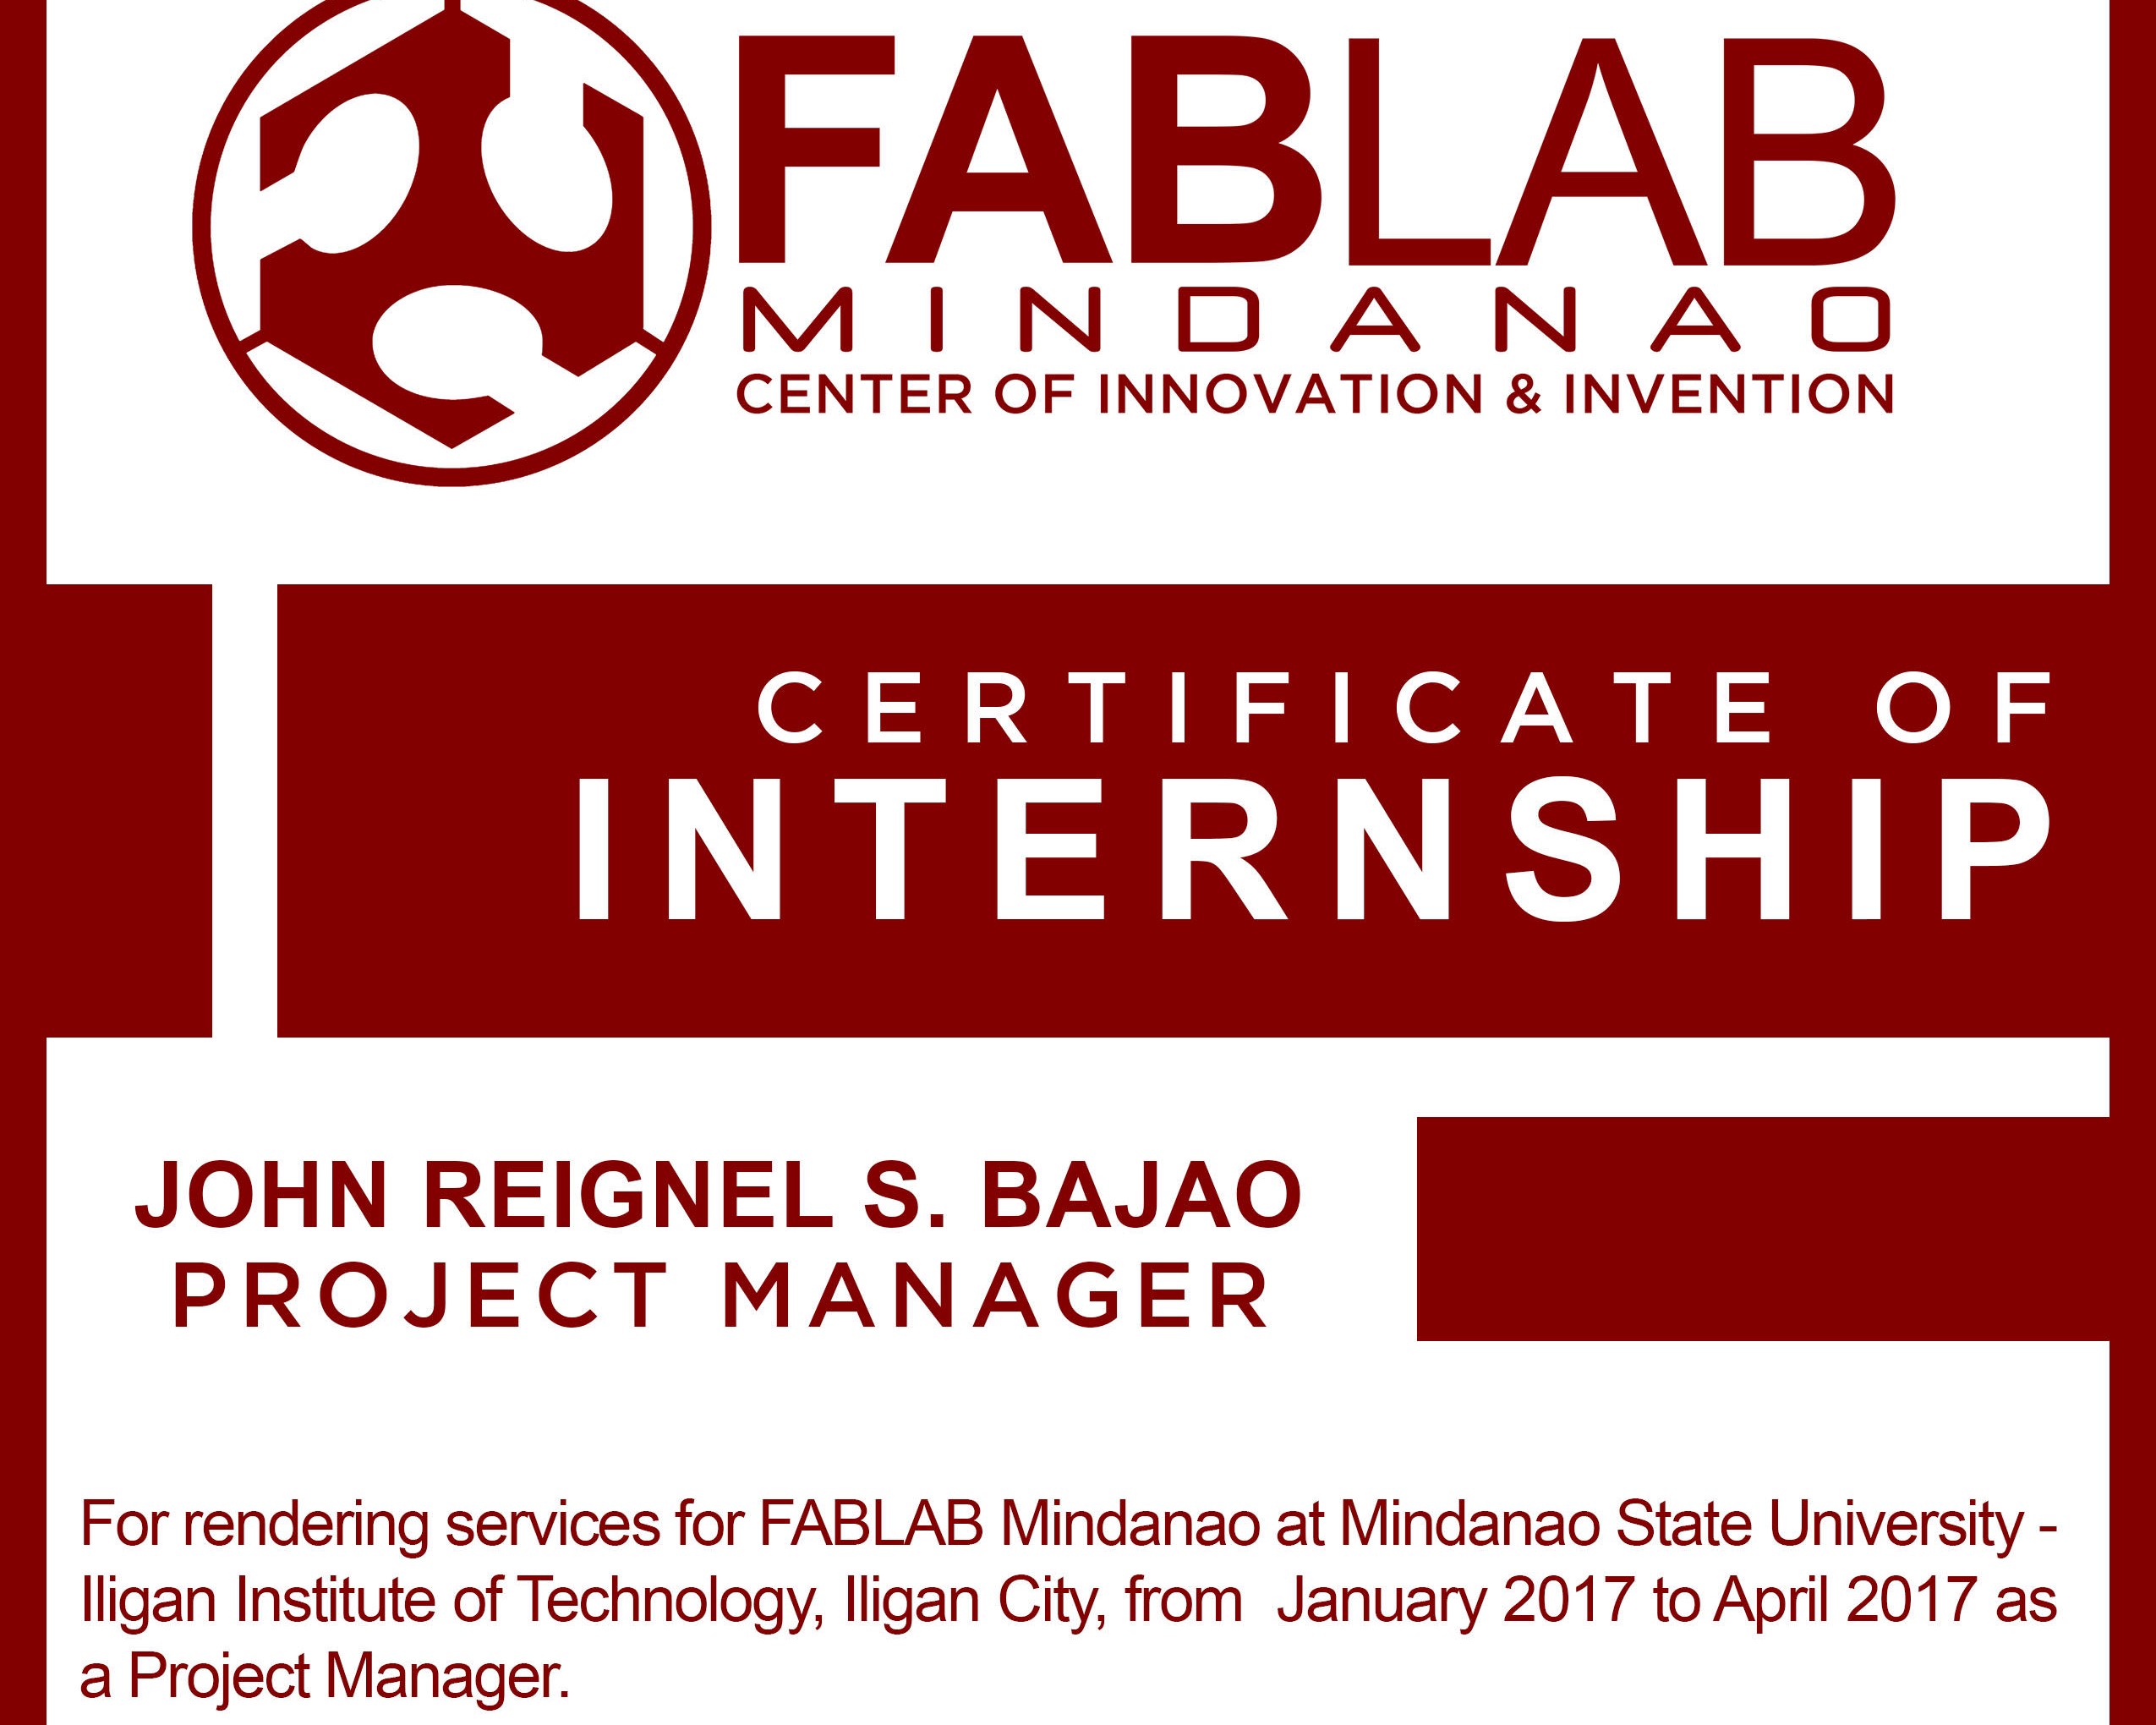 FABLAB
MINDANAO
CENTER OF INNOVATION & INVENTION
CERTIFICATE OF
INTERNSHIP
JOHN REIGNEL S. BAJAO
PROJECT MANAGER
For rendering services for FABLAB Mindanao at Mindanao State University -
Iligan Institute of Technology, Iligan City, from  January 2017 to April 2017 as
a Project Manager.